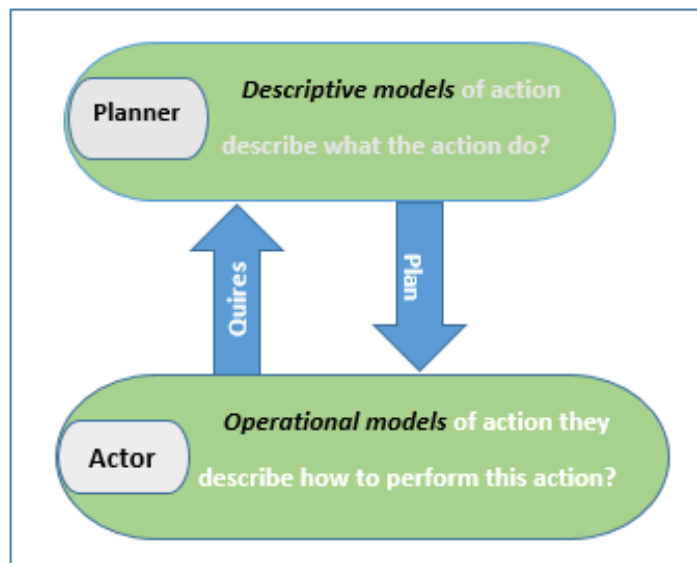 Planner
Descriptive models of action
describe what the action do?
Quires
Plan
Actor
Operational models of action they
describe how to perform this action?